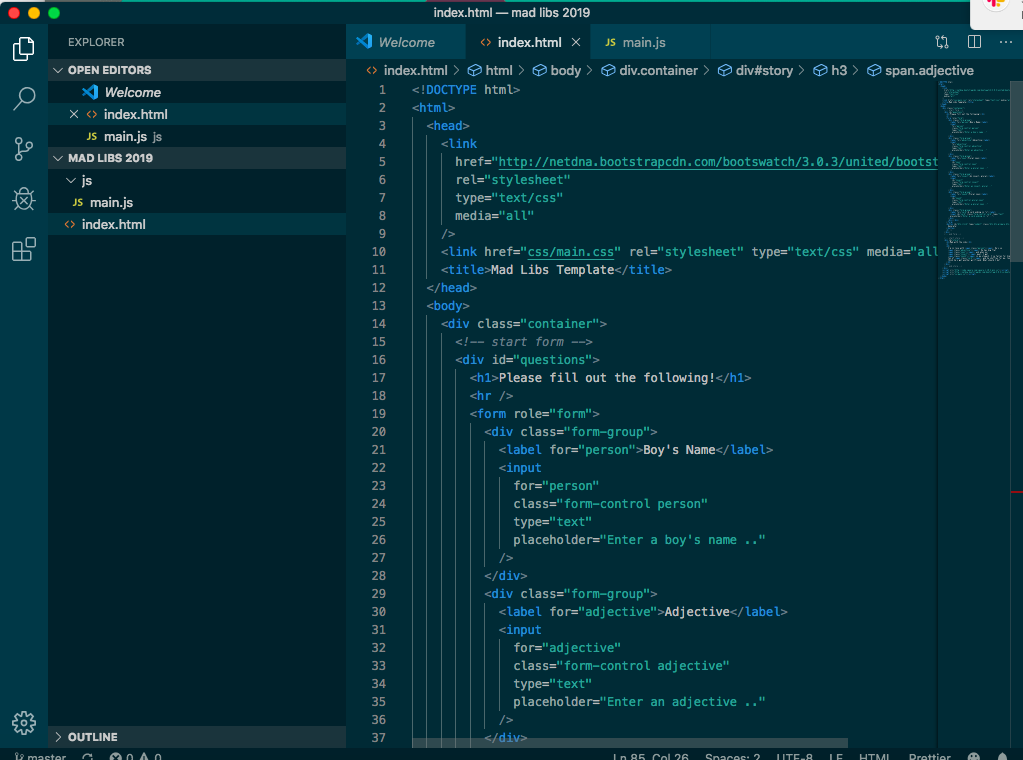 index.html — mad libs 2019
EXPLORER
OPEN EDITORS
Welcome
index.html
JS main.js js
MAD LIBS 2019
js
JS main.js
index.html
OUTLINE
Welcome
<> index.html ×
JS main.js
<> index.html > html > body > div.container > div#story > h3 > span.adjective
1 <!DOCTYPE html>
2 <html>
3 <head>
4 <link
5 href="http://netdna.bootstrapcdn.com/bootswatch/3.0.3/united/bootst
6 rel="stylesheet"
7 type="text/css"
8 media="all"
9 />
10 <link href="css/main.css" rel="stylesheet" type="text/css" media="all
11 <title>Mad Libs Template</title>
12 </head>
13 <body>
14 <div class="container">
15 <!-- start form -->
16 <div id="questions">
17 <h1>Please fill out the following!</h1>
18 <hr />
19 <form role="form">
20 <div class="form-group">
21 <label for="person">Boy's Name</label>
22 <input
23 for="person"
24 class="form-control person"
25 type="text"
26 placeholder="Enter a boy's name .."
27 />
28 </div>
29 <div class="form-group">
30 <label for="adjective">Adjective</label>
31 <input
32 for="adjective"
33 class="form-control adjective"
34 type="text"
35 placeholder="Enter an adjective .."
36 />
37 </div>
master 0 0 Ln 85, Col 26 Spaces: 2 UTF-8 LF HTML Prettier